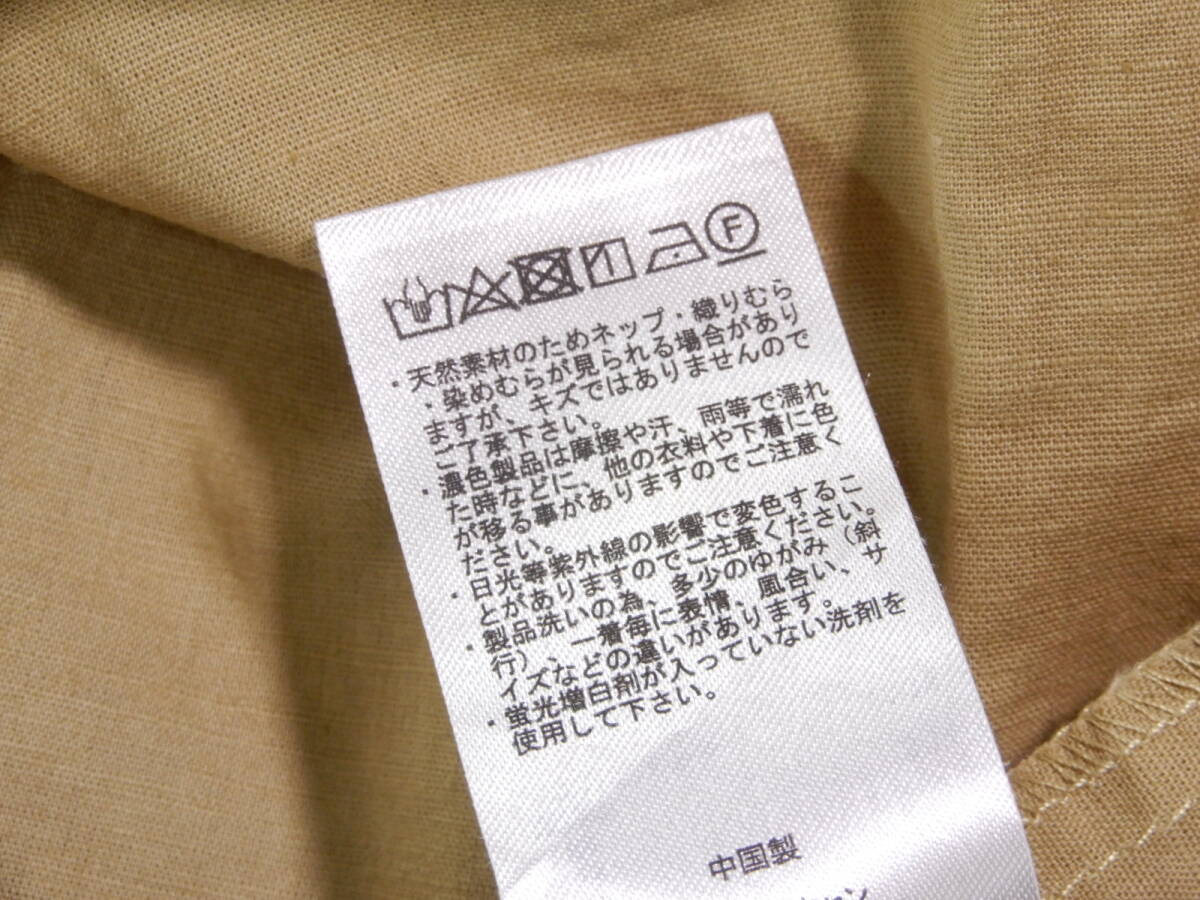 F
・天然素材のためネップ・織りむら
・染めむらが見られる場合があり
ますが、キズではありませんので
ご了承下さい。
・濃色製品は摩擦や汗、雨等で濡れ
た時などに、他の衣料や下着に色
が移る事がありますのでご注意く
ださい。
・日光等紫外線の影響で変色するこ
とがありますのでご注意ください。
・製品洗いの為、多少のゆがみ（斜
行）、一着毎に表情、風合い、サ
イズなどの違いがあります。
・蛍光増白剤が入っていない洗剤を
使用して下さい。
中国製